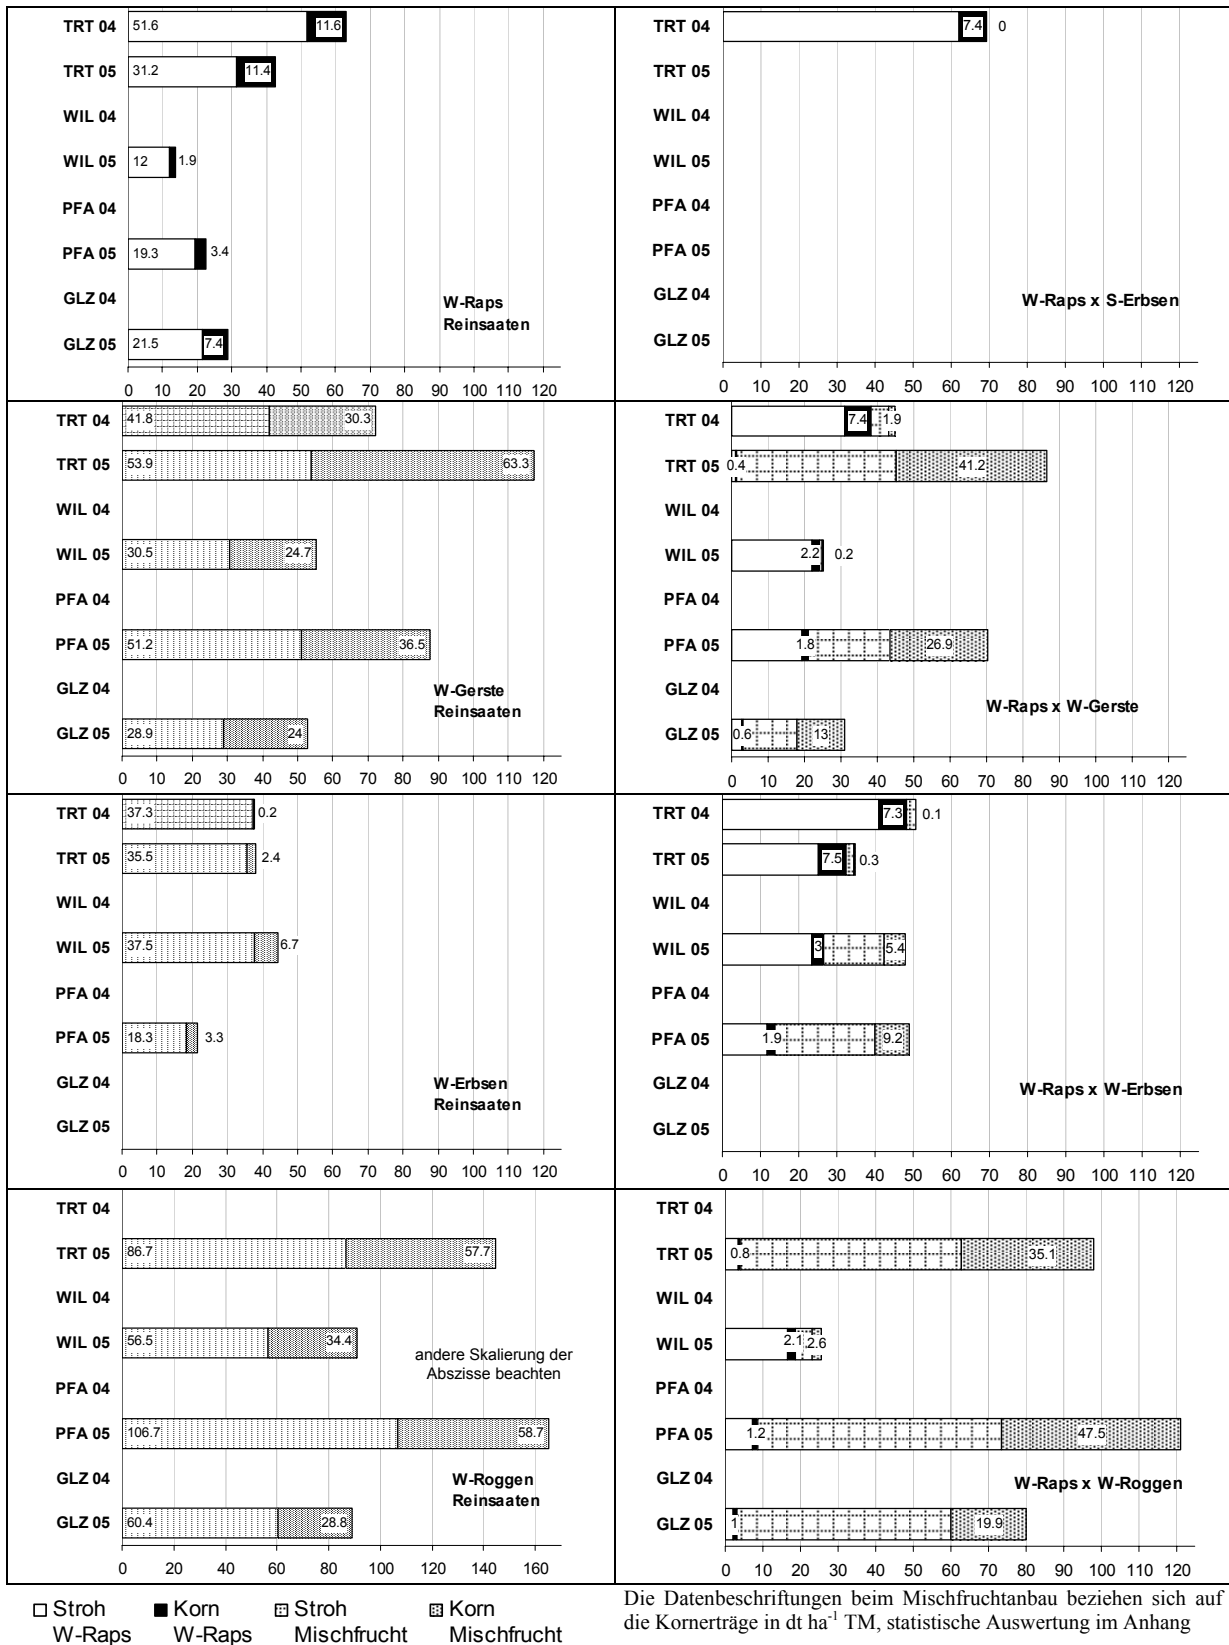 TRT 04 51.6 11.6
TRT 05 31.2 11.4
WIL 04
WIL 05 12 1.9
PFA 04
PFA 05 19.3 3.4
GLZ 04
GLZ 05 21.5 7.4
W-Raps
Reinsaaten
0 10 20 30 40 50 60 70 80 90 100 110 120
TRT 04 7.4 0
TRT 05
WIL 04
WIL 05
PFA 04
PFA 05
GLZ 04
GLZ 05
W-Raps x S-Erbsen
0 10 20 30 40 50 60 70 80 90 100 110 120
TRT 04 41.8 30.3
TRT 05 53.9 63.3
WIL 04
WIL 05 30.5 24.7
PFA 04
PFA 05 51.2 36.5
GLZ 04
GLZ 05 28.9 24
W-Gerste
Reinsaaten
0 10 20 30 40 50 60 70 80 90 100 110 120
TRT 04 7.4 1.9
TRT 05 0.4 41.2
WIL 04
WIL 05 2.2 0.2
PFA 04
PFA 05 1.8 26.9
GLZ 04
GLZ 05 0.6 13
W-Raps x W-Gerste
0 10 20 30 40 50 60 70 80 90 100 110 120
TRT 04 37.3 0.2
TRT 05 35.5 2.4
WIL 04
WIL 05 37.5 6.7
PFA 04
PFA 05 18.3 3.3
GLZ 04
GLZ 05
W-Erbsen
Reinsaaten
0 10 20 30 40 50 60 70 80 90 100 110 120
TRT 04 7.3 0.1
TRT 05 7.5 0.3
WIL 04
WIL 05 3 5.4
PFA 04
PFA 05 1.9 9.2
GLZ 04
GLZ 05
W-Raps x W-Erbsen
0 10 20 30 40 50 60 70 80 90 100 110 120
TRT 04
TRT 05 86.7 57.7
WIL 04
WIL 05 56.5 34.4
andere Skalierung der
Abszisse beachten
PFA 04
PFA 05 106.7 58.7
GLZ 04
GLZ 05 60.4 28.8
W-Roggen
Reinsaaten
0 20 40 60 80 100 120 140 160
TRT 04
TRT 05 0.8 35.1
WIL 04
WIL 05 2.1 2.6
PFA 04
PFA 05 1.2 47.5
GLZ 04
GLZ 05 1 19.9
W-Raps x W-Roggen
0 10 20 30 40 50 60 70 80 90 100 110 120
Stroh W-Raps
Korn W-Raps
Stroh Mischfrucht
Korn Mischfrucht
Die Datenbeschriftungen beim Mischfruchtanbau beziehen sich auf
die Kornerträge in dt ha⁻¹ TM, statistische Auswertung im Anhang